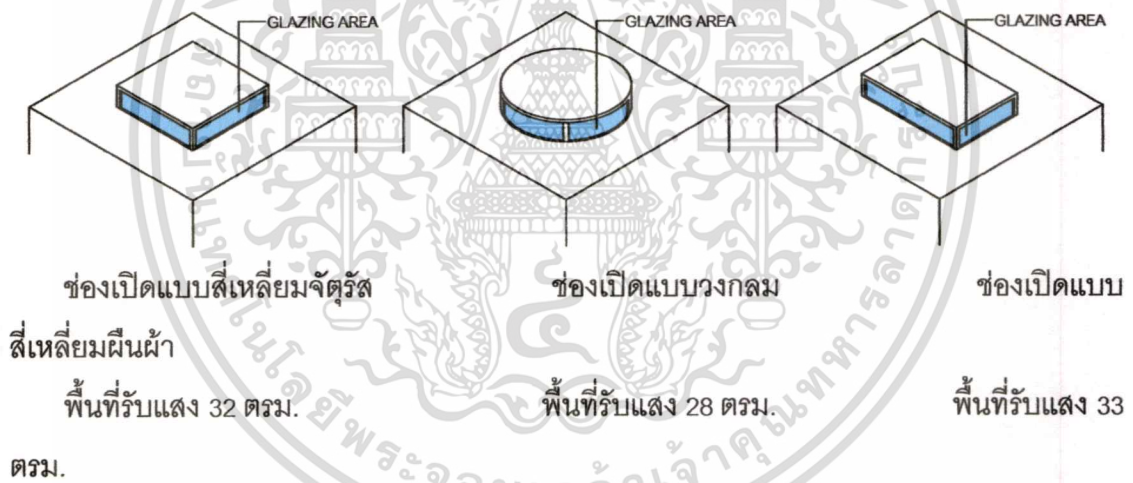 GLAZING AREA GLAZING AREA GLAZING AREA
ช่องเปิดแบบสี่เหลี่ยมจัตุรัส ช่องเปิดแบบวงกลม ช่องเปิดแบบ
สี่เหลี่ยมผืนผ้า
พื้นที่รับแสง 32 ตรม. พื้นที่รับแสง 28 ตรม. พื้นที่รับแสง 33
ตรม.